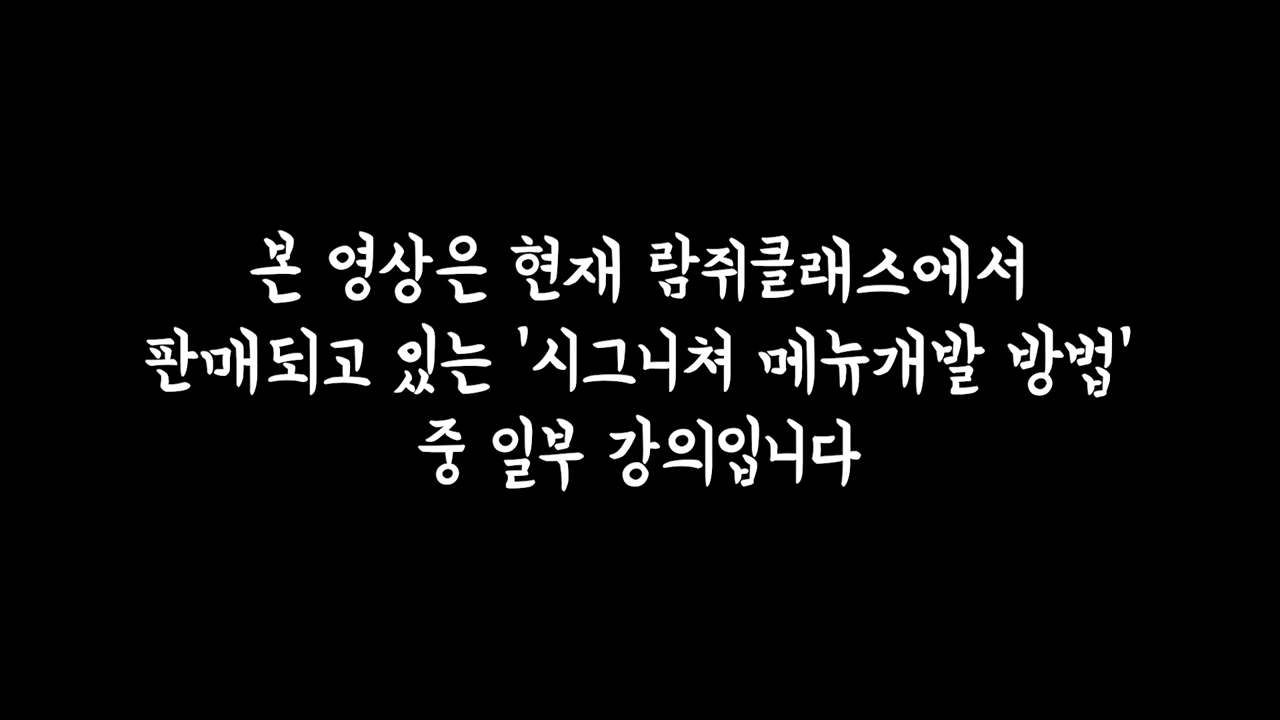 본 영상은 현재 람쥐클래스에서
판매되고 있는 '시그니쳐 메뉴개발 방법'
중 일부 강의입니다